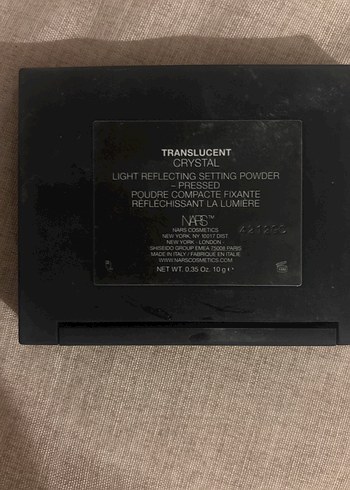 TRANSLUCENT
CRYSTAL
LIGHT REFLECTING SETTING POWDER
– PRESSED
POUDRE COMPACTE FIXANTE
RÉFLÉCHISSANT LA LUMIÈRE
NARS™
NARS COSMETICS
NEW YORK, NY 10017 DIST.
NEW YORK - LONDON -
SHISEIDO GROUP EMEA 75008 PARIS
MADE IN ITALY / FABRIQUÉ EN ITALIE
WWW.NARSCOSMETICS.COM
NET WT. 0.35 Oz. 10 g ℮